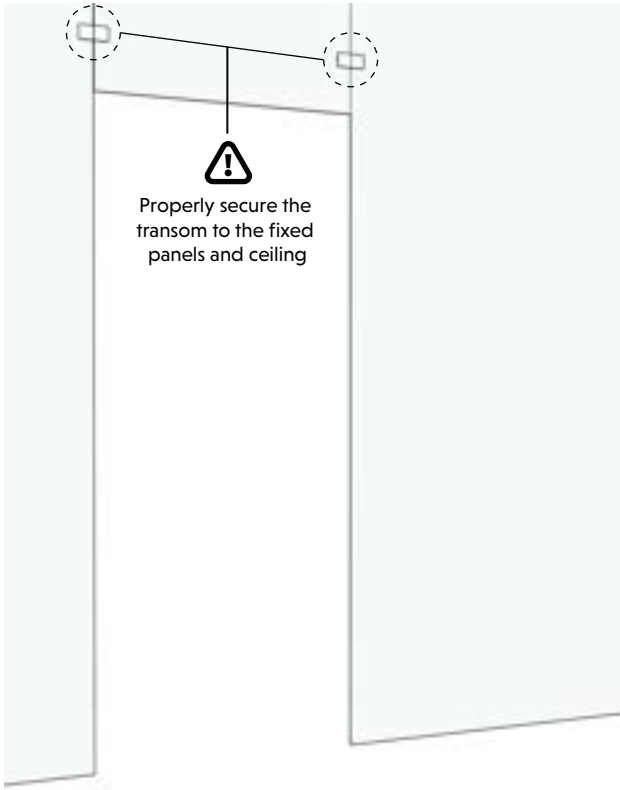 Properly secure the
transom to the fixed
panels and ceiling